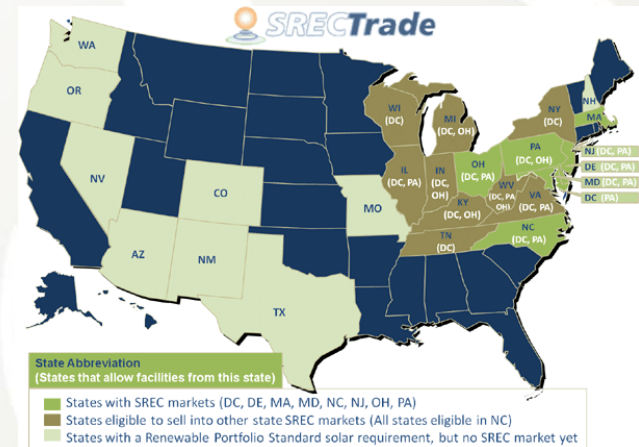 SRECTrade
WA
OR
NV
CO
AZ
NM
TX
MO
WI
(DC)
MI
(DC, OH)
IL
(DC, PA)
IN
(DC,
OH)
OH
(DC, PA)
KY
(DC, OH)
WV
(DC, PA
OH)
VA
(DC, PA)
TN
(DC)
NC
(DC, PA)
PA
(DC, OH)
NY
(DC)
NH
MA
NJ (DC, PA)
DE (DC, PA)
MD (DC, PA)
DC (PA)
State Abbreviation
(States that allow facilities from this state)
States with SREC markets (DC, DE, MA, MD, NC, NJ, OH, PA)
States eligible to sell into other state SREC markets (All states eligible in NC)
States with a Renewable Portfolio Standard solar requirement, but no SREC market yet